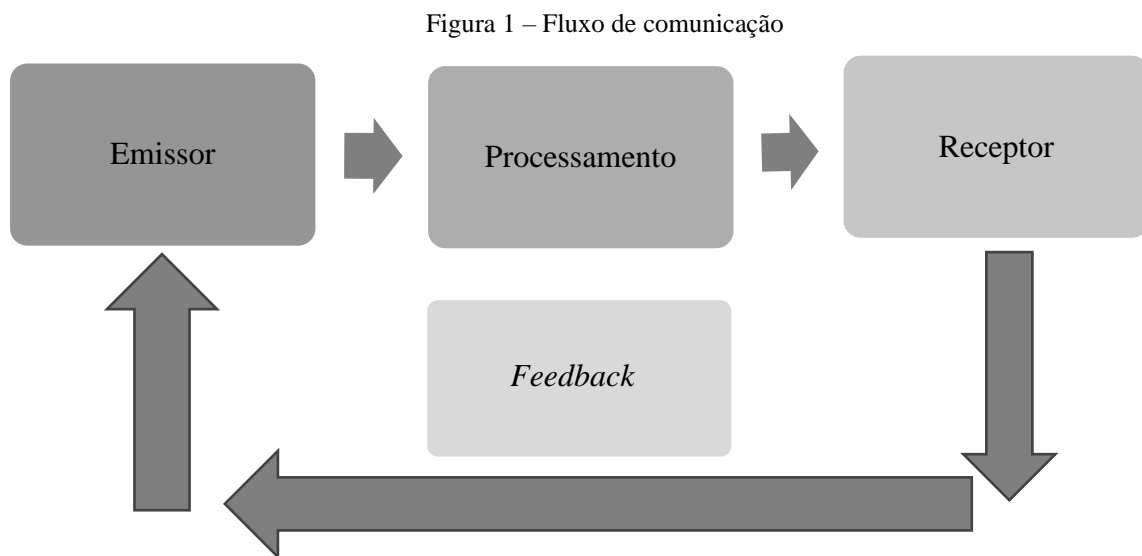 Figura 1 – Fluxo de comunicação
Emissor
Processamento
Receptor
Feedback